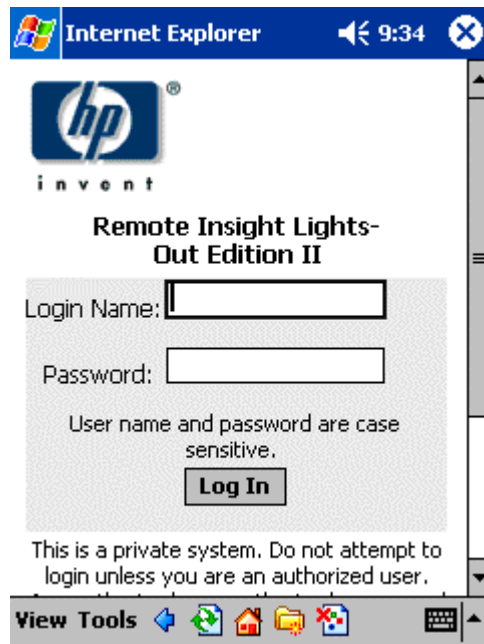 Internet Explorer 9:34
hp ®
invent
Remote Insight Lights-
Out Edition II
Login Name:
Password:
User name and password are case
sensitive.
Log In
This is a private system. Do not attempt to
login unless you are an authorized user.
View Tools